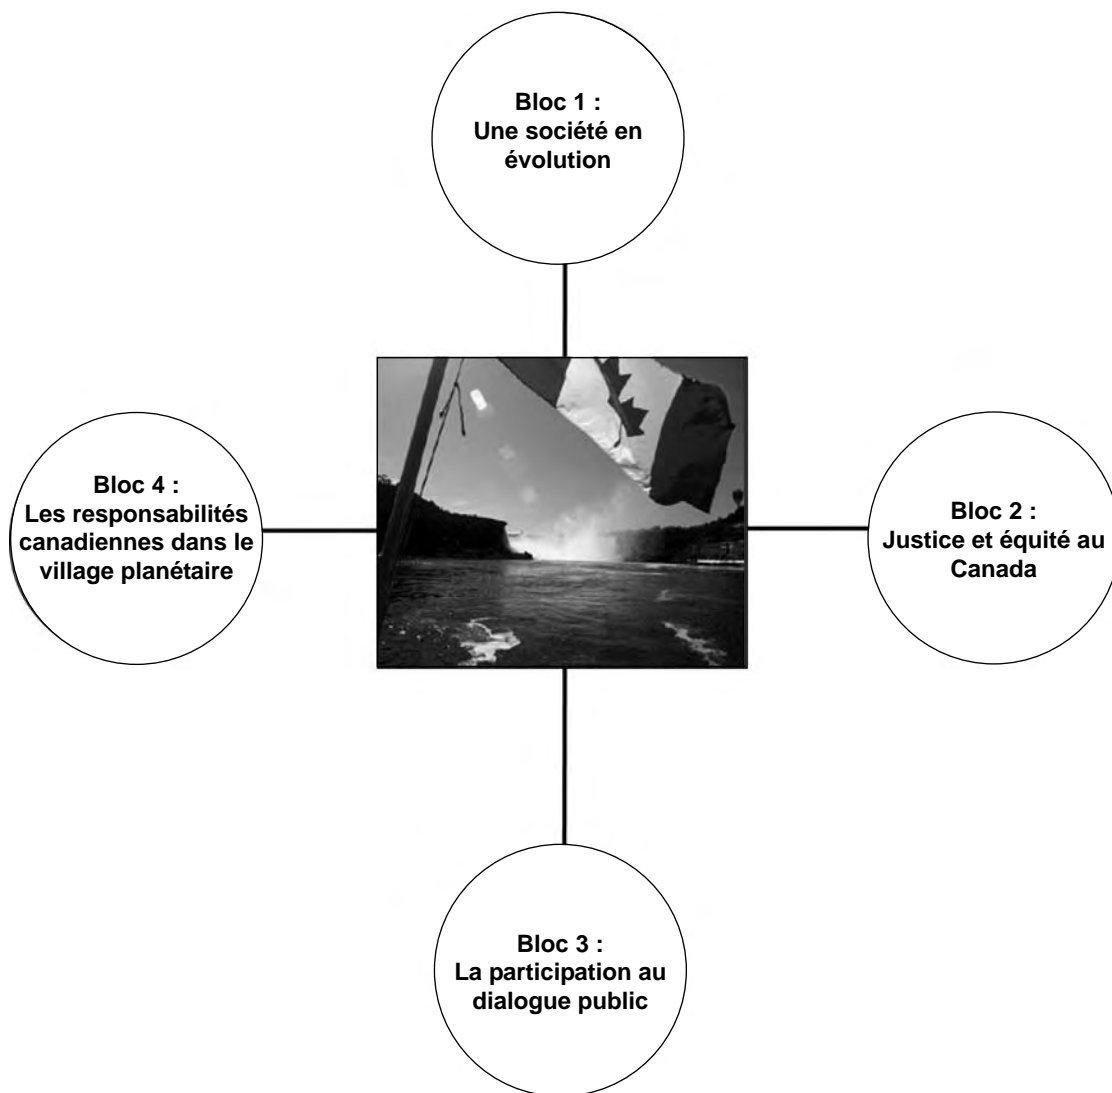 Bloc 1 :
Une société en
évolution
Bloc 4 :
Les responsabilités
canadiennes dans le
village planétaire
Bloc 2 :
Justice et équité au
Canada
Bloc 3 :
La participation au
dialogue public